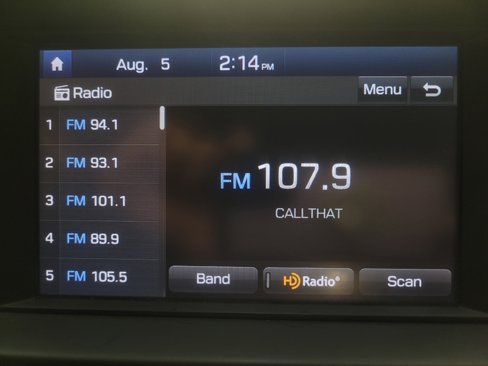 Aug. 5 2:14 PM
Radio Menu
1 FM 94.1
2 FM 93.1
3 FM 101.1
4 FM 89.9
5 FM 105.5
FM 107.9
CALLTHAT
Band HD Radio® Scan